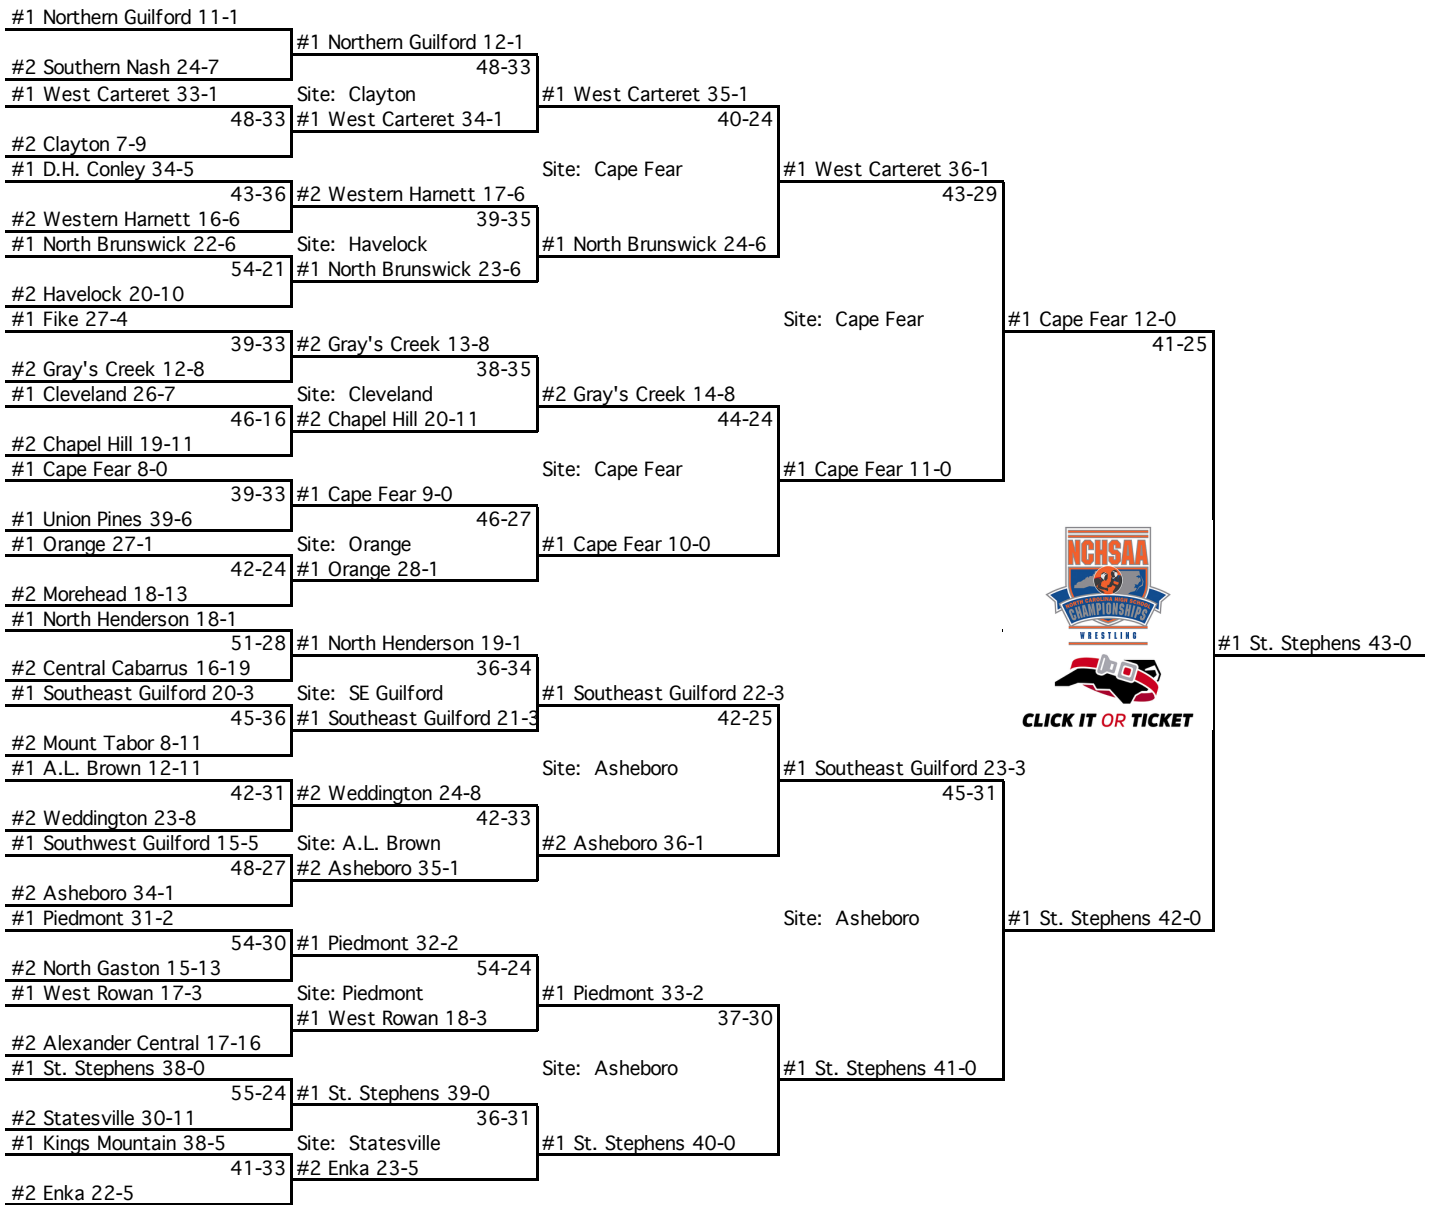 #1 Northern Guilford 11-1
#1 Northern Guilford 12-1
#2 Southern Nash 24-7
48-33
#1 West Carteret 33-1
Site: Clayton
#1 West Carteret 35-1
48-33
#1 West Carteret 34-1
40-24
#2 Clayton 7-9
#1 D.H. Conley 34-5
Site: Cape Fear
#1 West Carteret 36-1
43-36
#2 Western Harnett 17-6
43-29
#2 Western Harnett 16-6
39-35
#1 North Brunswick 22-6
Site: Havelock
#1 North Brunswick 24-6
54-21
#1 North Brunswick 23-6
#2 Havelock 20-10
#1 Fike 27-4
Site: Cape Fear
#1 Cape Fear 12-0
39-33
#2 Gray's Creek 13-8
41-25
#2 Gray's Creek 12-8
38-35
#1 Cleveland 26-7
Site: Cleveland
#2 Gray's Creek 14-8
46-16
#2 Chapel Hill 20-11
44-24
#2 Chapel Hill 19-11
#1 Cape Fear 8-0
Site: Cape Fear
#1 Cape Fear 11-0
39-33
#1 Cape Fear 9-0
#1 Union Pines 39-6
46-27
#1 Orange 27-1
Site: Orange
#1 Cape Fear 10-0
42-24
#1 Orange 28-1
#2 Morehead 18-13
NCHSAA
NORTH CAROLINA HIGH SCHOOL
CHAMPIONSHIPS
WRESTLING
#1 North Henderson 18-1
51-28
#1 North Henderson 19-1
#1 St. Stephens 43-0
#2 Central Cabarrus 16-19
36-34
#1 Southeast Guilford 20-3
Site: SE Guilford
#1 Southeast Guilford 22-3
45-36
#1 Southeast Guilford 21-3
42-25
CLICK IT OR TICKET
#2 Mount Tabor 8-11
#1 A.L. Brown 12-11
Site: Asheboro
#1 Southeast Guilford 23-3
42-31
#2 Weddington 24-8
45-31
#2 Weddington 23-8
42-33
#1 Southwest Guilford 15-5
Site: A.L. Brown
#2 Asheboro 36-1
48-27
#2 Asheboro 35-1
#2 Asheboro 34-1
#1 Piedmont 31-2
Site: Asheboro
#1 St. Stephens 42-0
54-30
#1 Piedmont 32-2
#2 North Gaston 15-13
54-24
#1 West Rowan 17-3
Site: Piedmont
#1 Piedmont 33-2
#1 West Rowan 18-3
37-30
#2 Alexander Central 17-16
#1 St. Stephens 38-0
Site: Asheboro
#1 St. Stephens 41-0
55-24
#1 St. Stephens 39-0
#2 Statesville 30-11
36-31
#1 Kings Mountain 38-5
Site: Statesville
#1 St. Stephens 40-0
41-33
#2 Enka 23-5
#2 Enka 22-5